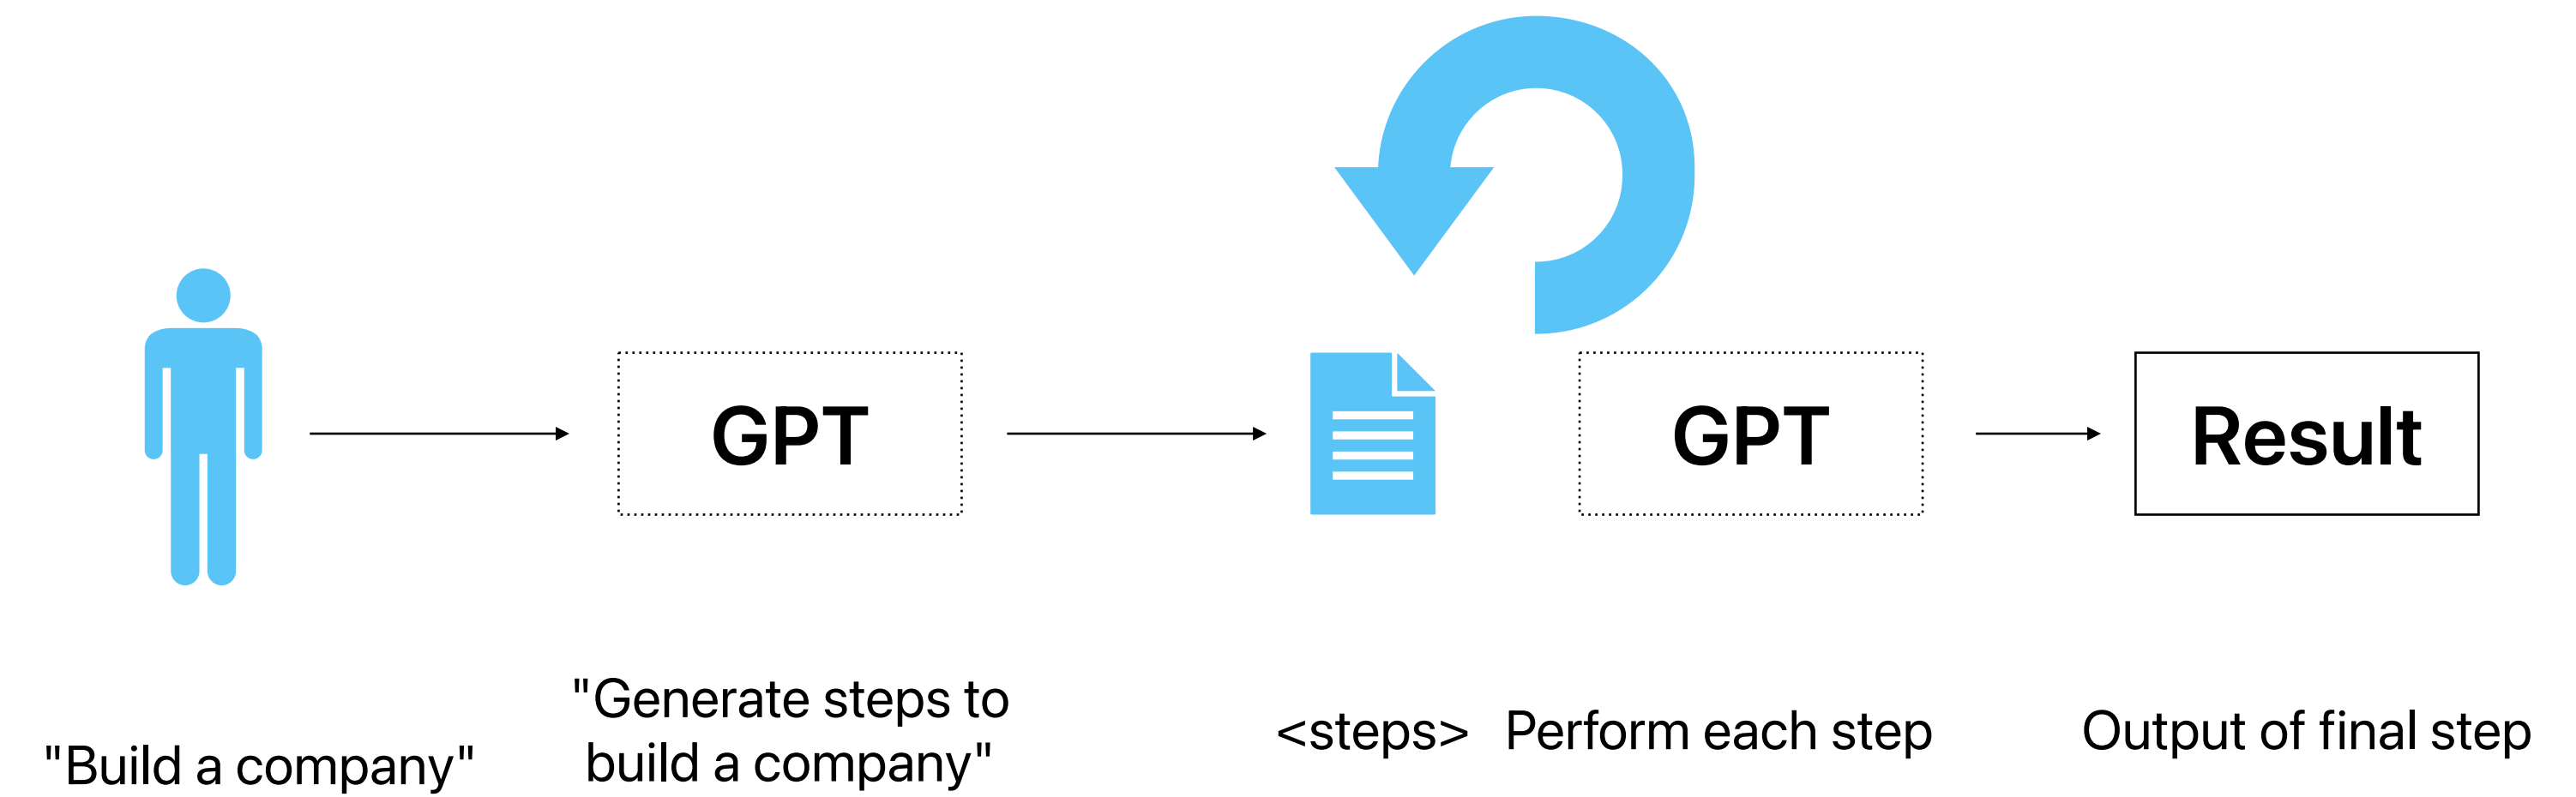 GPT
GPT
Result
"Build a company"
"Generate steps to
build a company"
<steps>
Perform each step
Output of final step